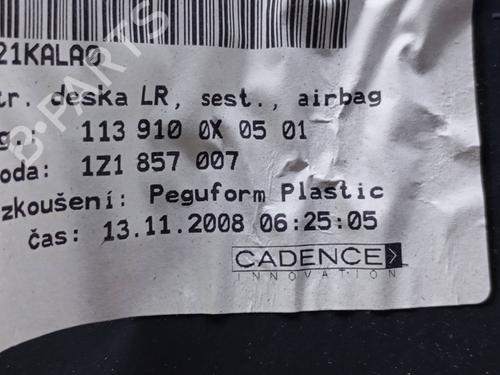 21KALA0
tr. deska LR, sest., airbag
g.: 113 910 0X 05 01
oda: 1Z1 857 007
zkoušení: Peguform Plastic
čas: 13.11.2008 06:25:05
CADENCE
INNOVATION
B-PARTS